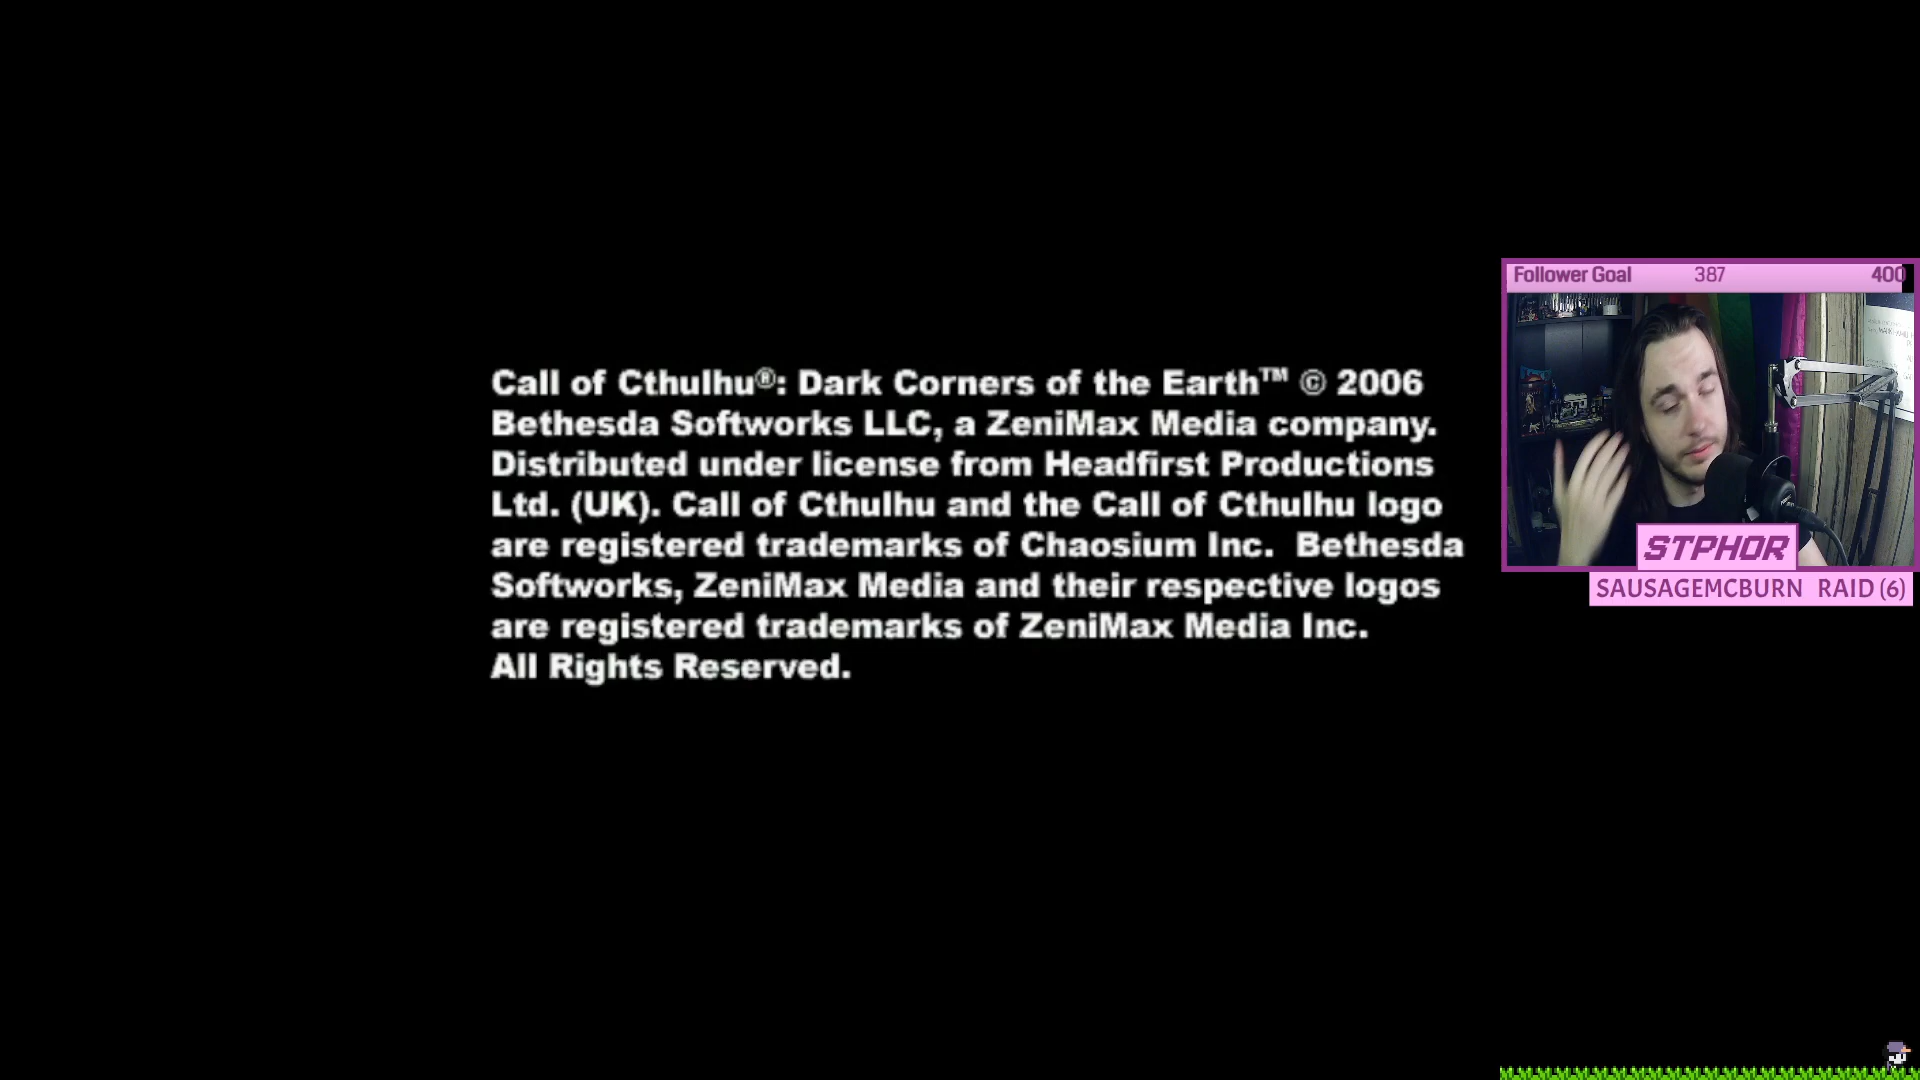 Call of Cthulhu®: Dark Corners of the Earth™ © 2006
Bethesda Softworks LLC, a ZeniMax Media company.
Distributed under license from Headfirst Productions
Ltd. (UK). Call of Cthulhu and the Call of Cthulhu logo
are registered trademarks of Chaosium Inc.  Bethesda
Softworks, ZeniMax Media and their respective logos
are registered trademarks of ZeniMax Media Inc.
All Rights Reserved.
Follower Goal 387 400
STPHOR
SAUSAGEMCBURN RAID (6)